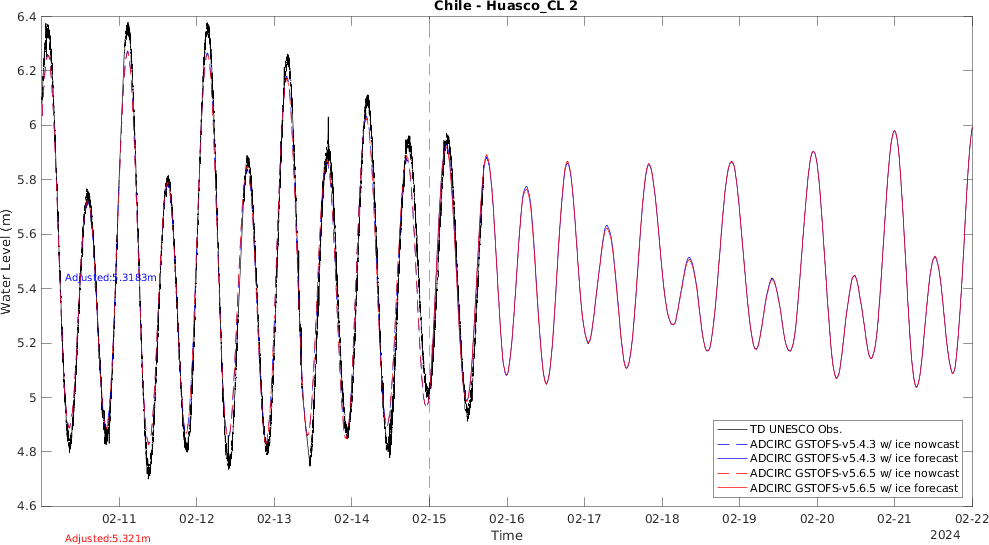 Chile - Huasco_CL 2
6.4
6.2
6
5.8
5.6
5.4
5.2
5
4.8
4.6
Water Level (m)
Adjusted:5.3183m
TD UNESCO Obs.
ADCIRC GSTOFS-v5.4.3 w/ ice nowcast
ADCIRC GSTOFS-v5.4.3 w/ ice forecast
ADCIRC GSTOFS-v5.6.5 w/ ice nowcast
ADCIRC GSTOFS-v5.6.5 w/ ice forecast
02-11 02-12 02-13 02-14 02-15 02-16 02-17 02-18 02-19 02-20 02-21 02-22
Time
2024
Adjusted:5.321m